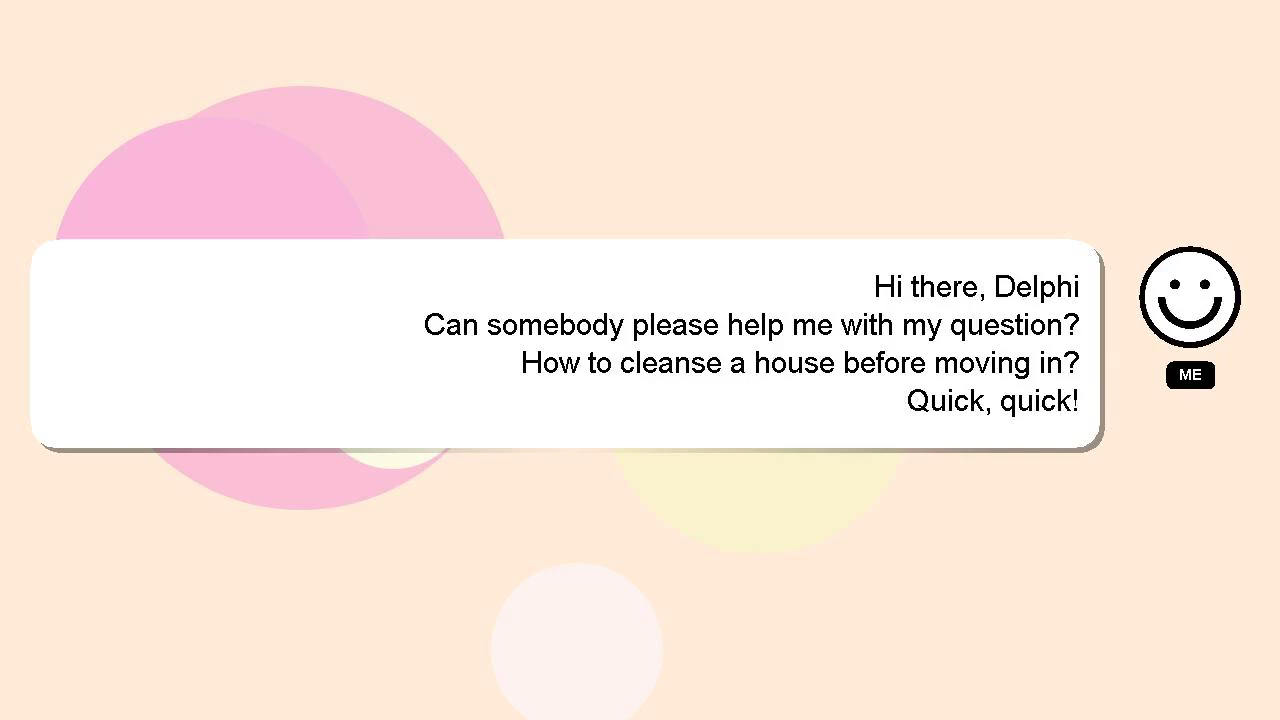 Hi there, Delphi
Can somebody please help me with my question?
How to cleanse a house before moving in?
Quick, quick!
ME